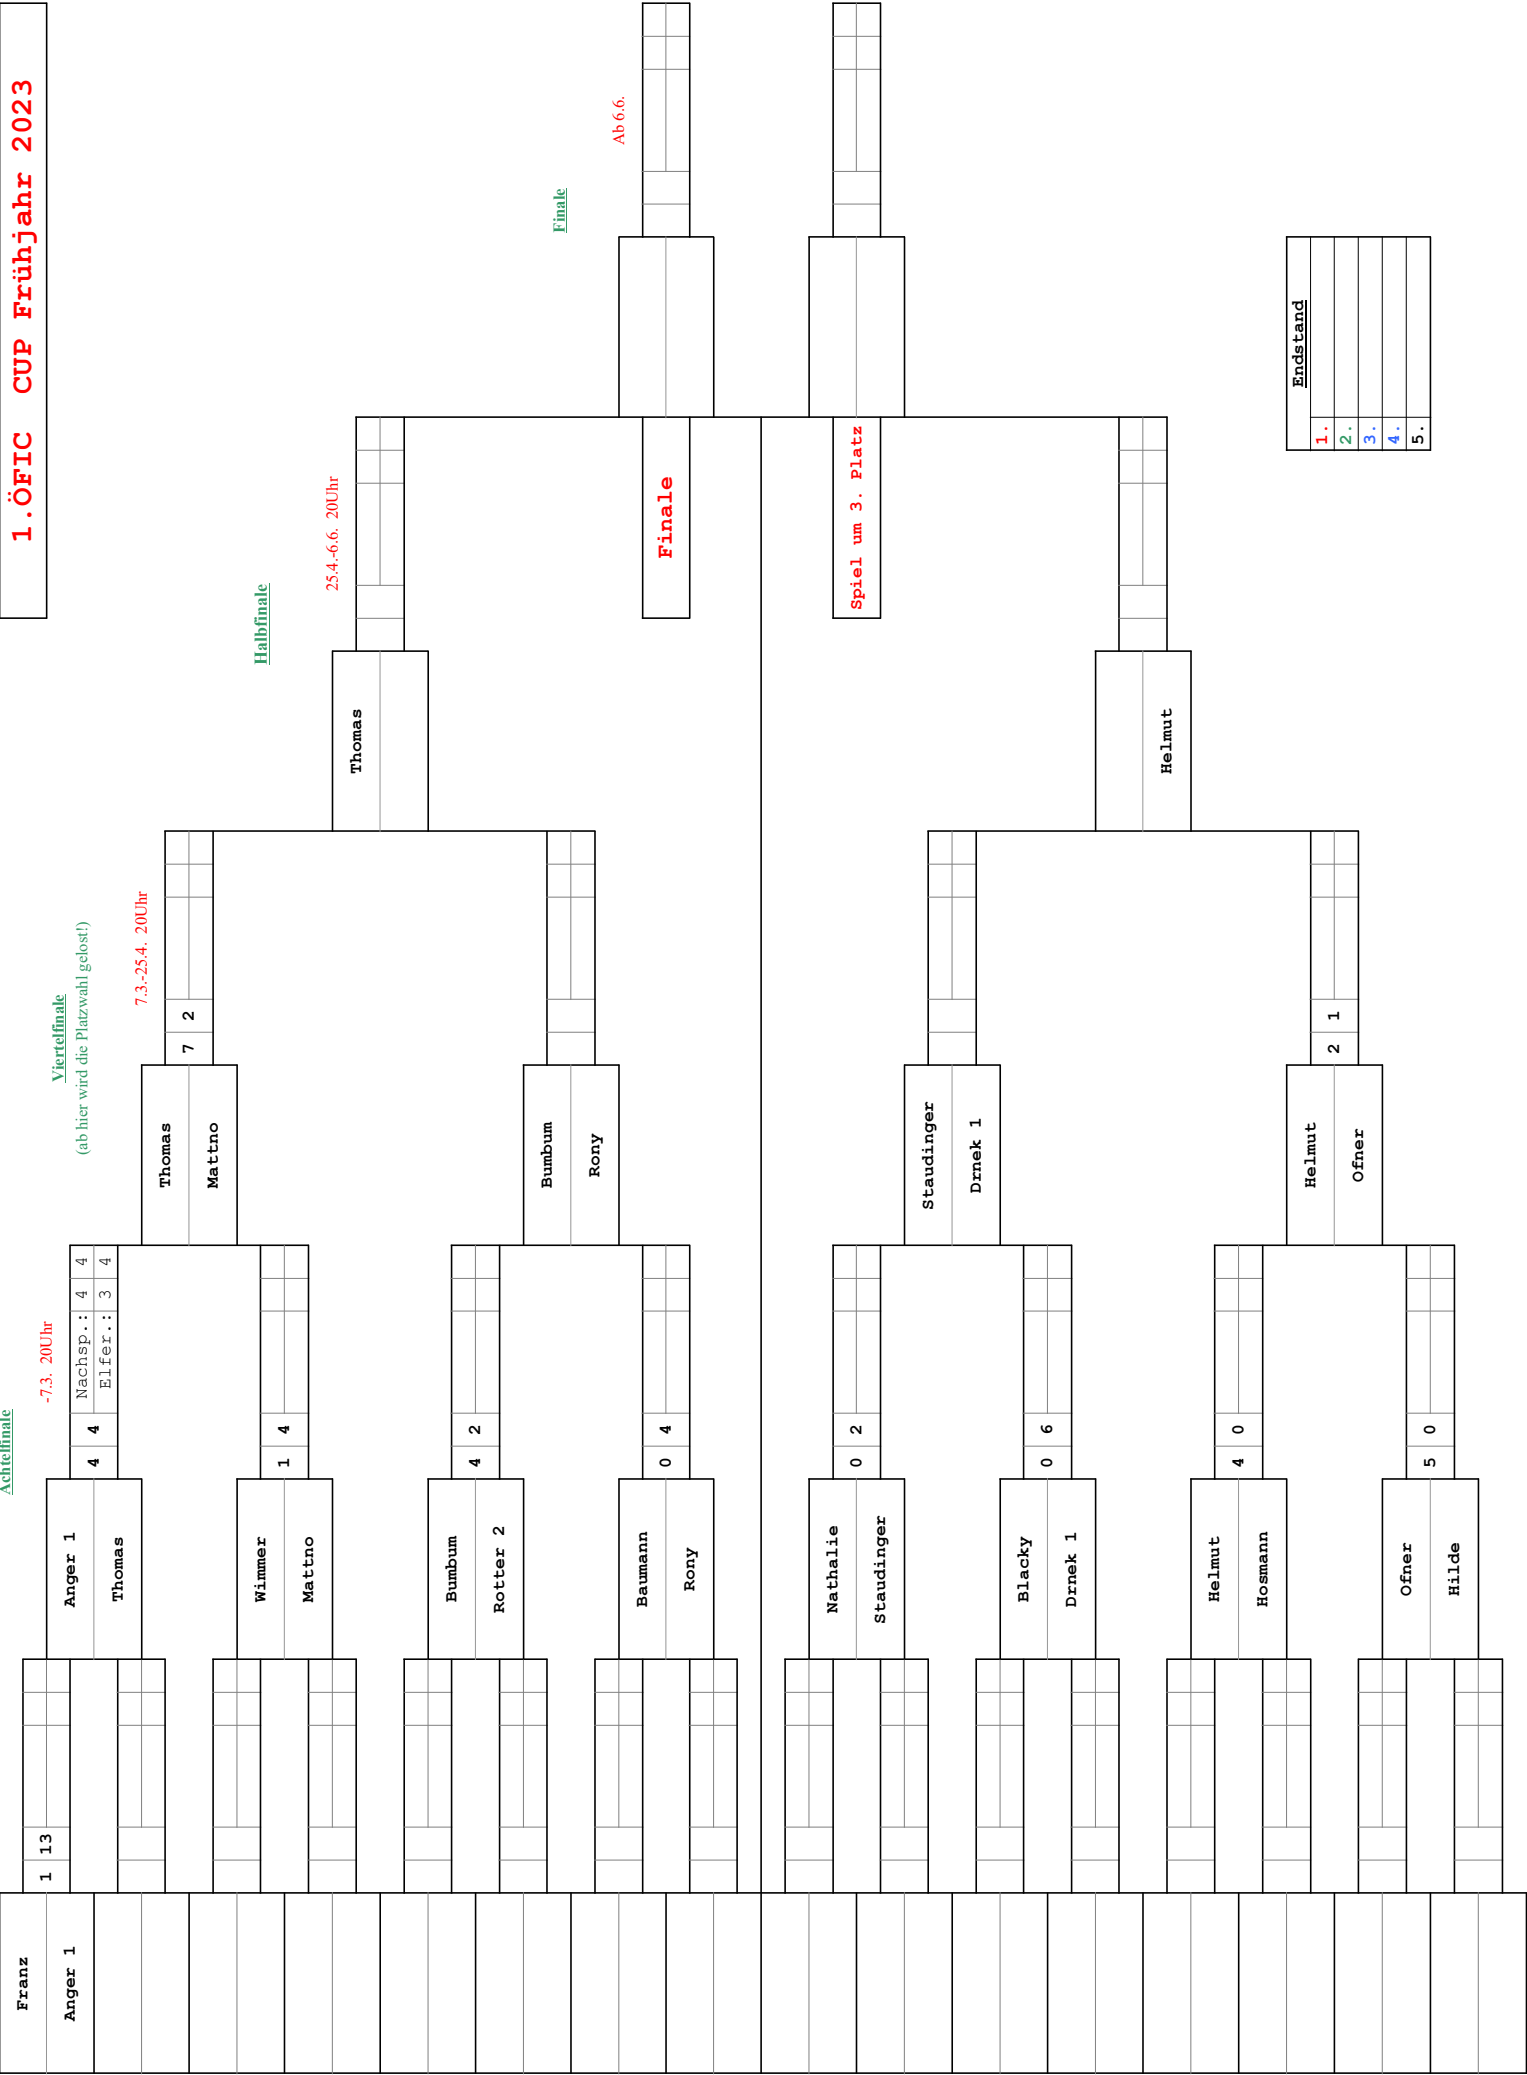 1.ÖFIC CUP Frühjahr 2023
Achtelfinale
-7.3. 20Uhr
Viertelfinale
(ab hier wird die Platzwahl gelost!)
7.3.-25.4. 20Uhr
Halbfinale
25.4.-6.6. 20Uhr
Finale
Ab 6.6.
Franz
Anger 1
1 13
Anger 1
Thomas
4 4
Nachsp.: 4 4
Elfer.: 3 4
Wimmer
Mattno
1 4
Bumbum
Rotter 2
4 2
Baumann
Rony
0 4
Nathalie
Staudinger
0 2
Blacky
Drnek 1
0 6
Helmut
Hosmann
4 0
Ofner
Hilde
5 0
Thomas
Mattno
7 2
Bumbum
Rony
Staudinger
Drnek 1
Helmut
Ofner
2 1
Thomas
Helmut
Finale
Spiel um 3. Platz
Endstand
1.
2.
3.
4.
5.